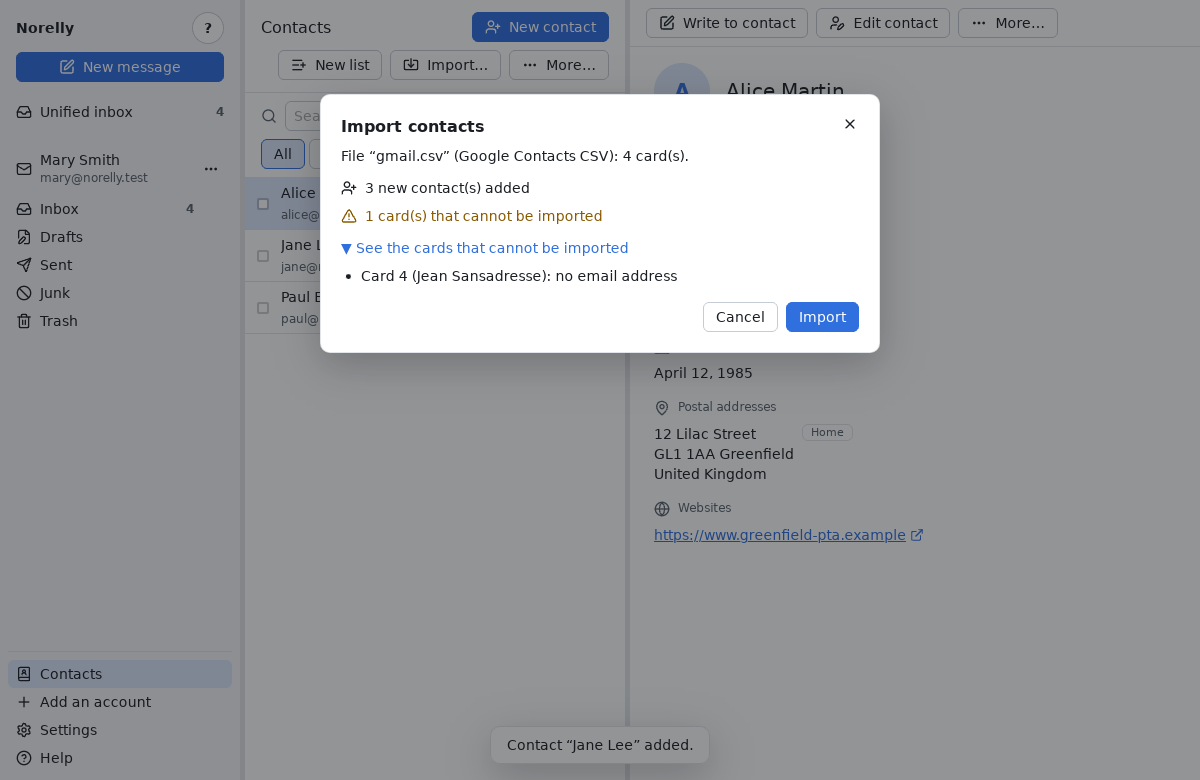 Norelly
?
New message
Unified inbox 4
Mary Smith
mary@norelly.test
Inbox 4
Drafts
Sent
Junk
Trash
Contacts
Add an account
Settings
Help
Contacts
New contact
New list
Import…
More…
All
Alice
alice@
Jane
jane@
Paul
paul@
Write to contact
Edit contact
More…
Alice Martin
Import contacts
File “gmail.csv” (Google Contacts CSV): 4 card(s).
3 new contact(s) added
1 card(s) that cannot be imported
▼ See the cards that cannot be imported
• Card 4 (Jean Sansadresse): no email address
Cancel
Import
April 12, 1985
Postal addresses
12 Lilac Street Home
GL1 1AA Greenfield
United Kingdom
Websites
https://www.greenfield-pta.example
Contact “Jane Lee” added.